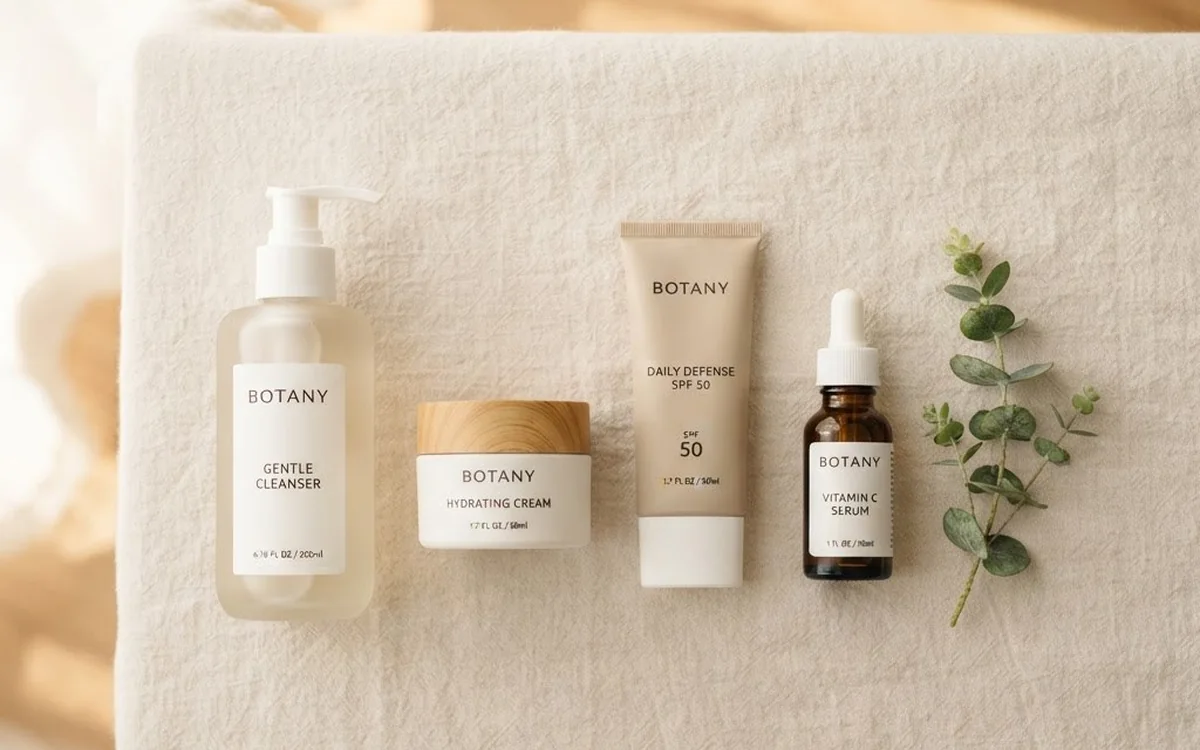 BOTANY
GENTLE
CLEANSER
BOTANY
HYDRATING CREAM
BOTANY
DAILY DEFENSE
SPF 50
50
BOTANY
VITAMIN C
SERUM